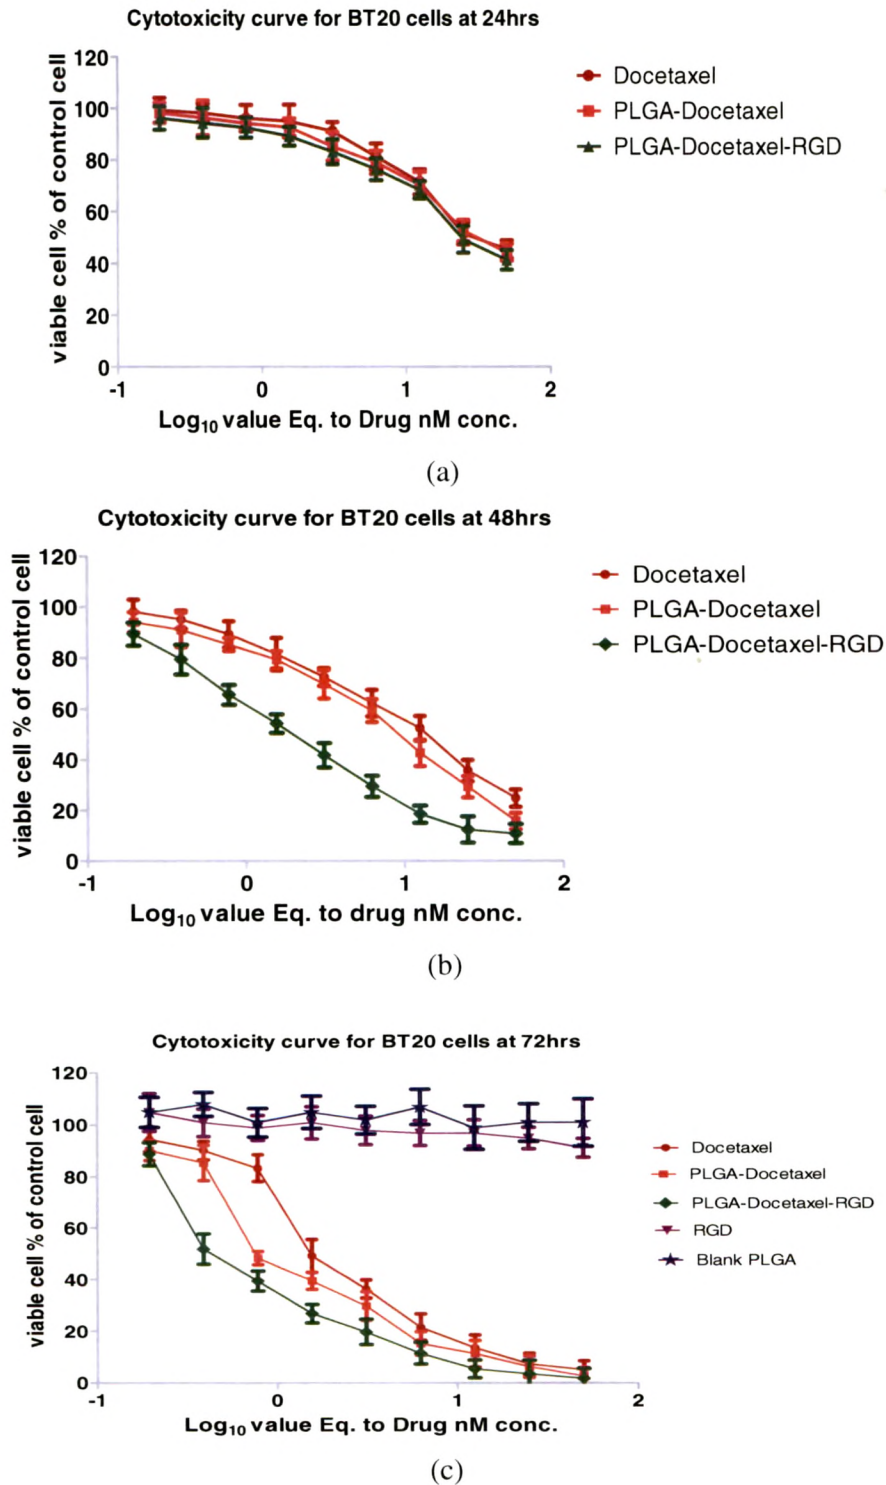 Cytotoxicity curve for BT20 cells at 24hrs
120
100
80
60
40
20
0
-1 0 1 2
viable cell % of control cell
Log10 value Eq. to Drug nM conc.
Docetaxel
PLGA-Docetaxel
PLGA-Docetaxel-RGD
(a)
Cytotoxicity curve for BT20 cells at 48hrs
120
100
80
60
40
20
0
-1 0 1 2
viable cell % of control cell
Log10 value Eq. to drug nM conc.
Docetaxel
PLGA-Docetaxel
PLGA-Docetaxel-RGD
(b)
Cytotoxicity curve for BT20 cells at 72hrs
120
100
80
60
40
20
0
-1 0 1 2
viable cell % of control cell
Log10 value Eq. to Drug nM conc.
Docetaxel
PLGA-Docetaxel
PLGA-Docetaxel-RGD
RGD
Blank PLGA
(c)